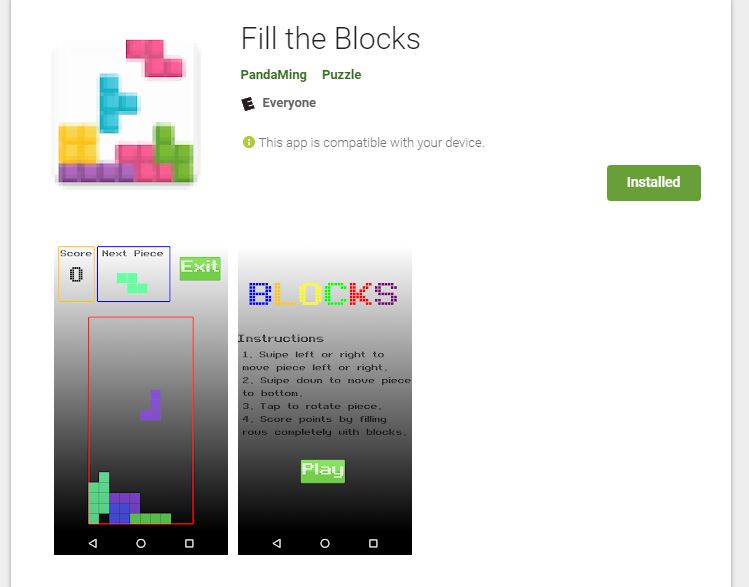 Fill the Blocks
PandaMing Puzzle
E Everyone
This app is compatible with your device.
Installed
Score
0
Next Piece
Exit
BLOCKS
Instructions
1. Swipe left or right to
move piece left or right.
2. Swipe down to move piece
to bottom.
3. Tap to rotate piece.
4. Score points by filling
rows completely with blocks.
Play